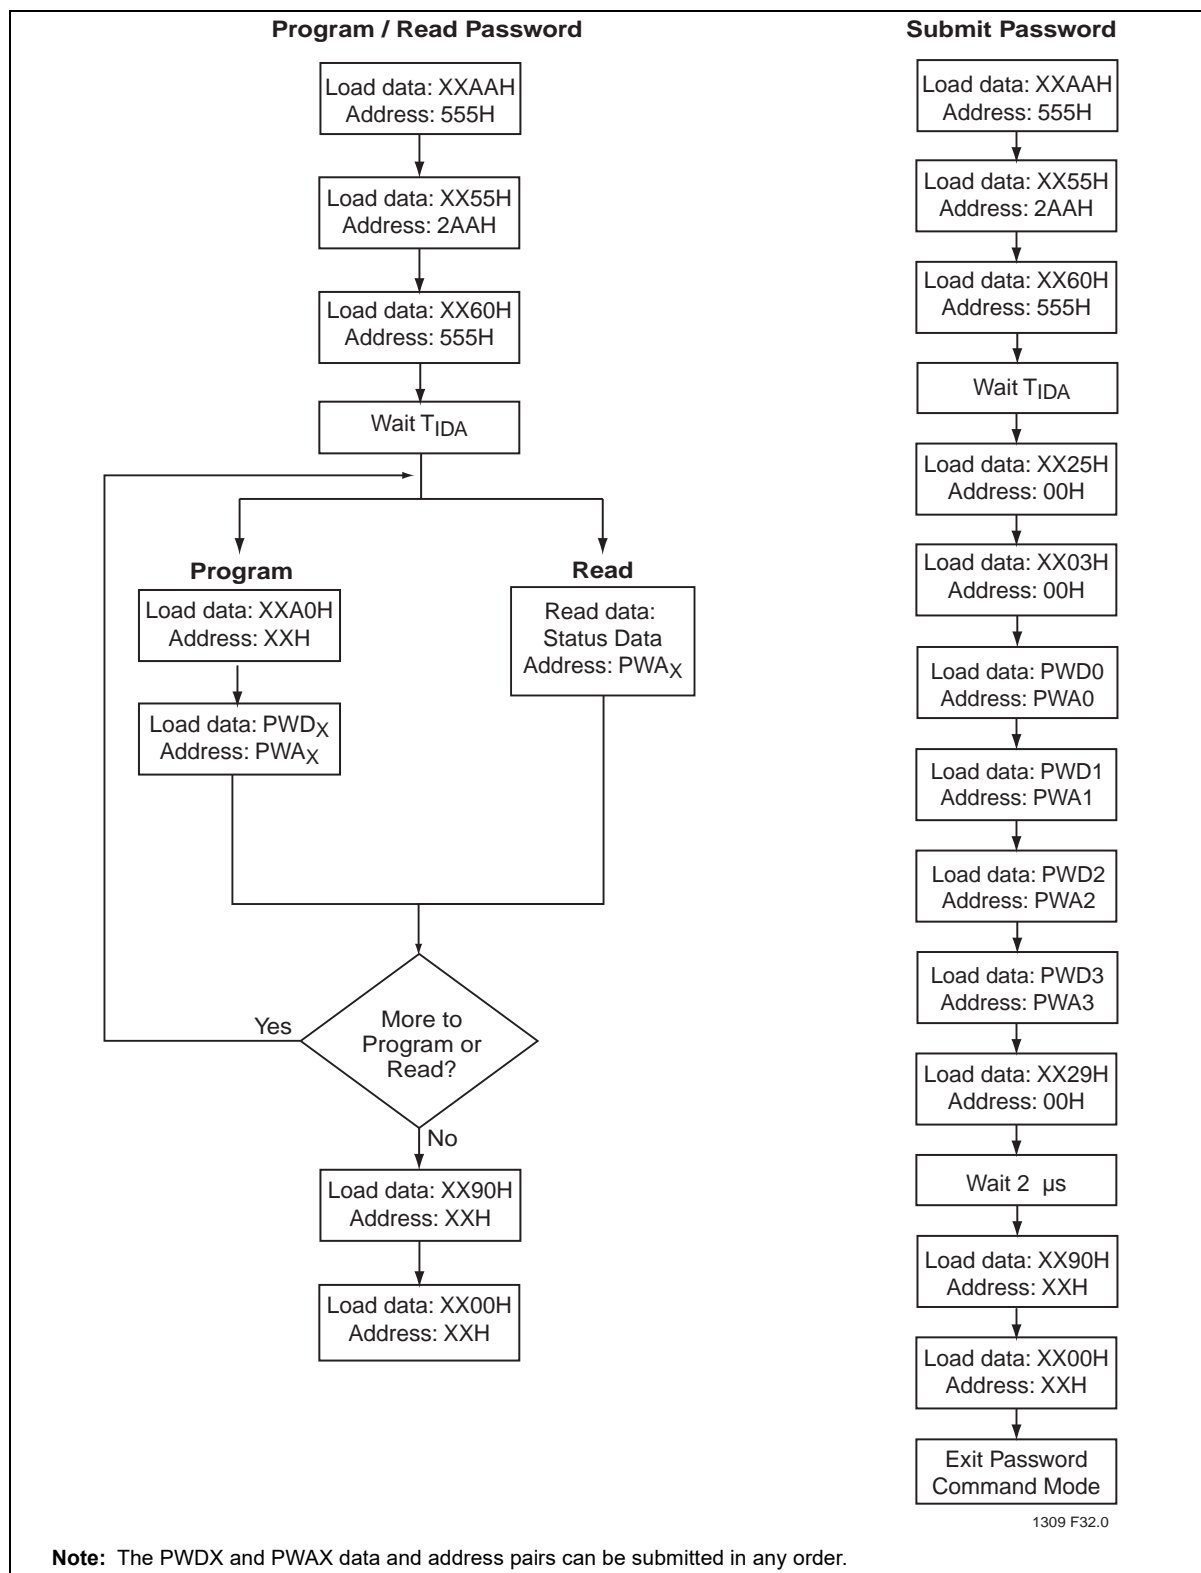 Program / Read Password
Load data: XXAAH
Address: 555H
Load data: XX55H
Address: 2AAH
Load data: XX60H
Address: 555H
Wait TIDA
Program
Load data: XXA0H
Address: XXH
Load data: PWDX
Address: PWAX
Read
Read data:
Status Data
Address: PWAX
More to
Program or
Read?
Yes
No
Load data: XX90H
Address: XXH
Load data: XX00H
Address: XXH
Submit Password
Load data: XXAAH
Address: 555H
Load data: XX55H
Address: 2AAH
Load data: XX60H
Address: 555H
Wait TIDA
Load data: XX25H
Address: 00H
Load data: XX03H
Address: 00H
Load data: PWD0
Address: PWA0
Load data: PWD1
Address: PWA1
Load data: PWD2
Address: PWA2
Load data: PWD3
Address: PWA3
Load data: XX29H
Address: 00H
Wait 2 µs
Load data: XX90H
Address: XXH
Load data: XX00H
Address: XXH
Exit Password
Command Mode
1309 F32.0
Note: The PWDX and PWAX data and address pairs can be submitted in any order.